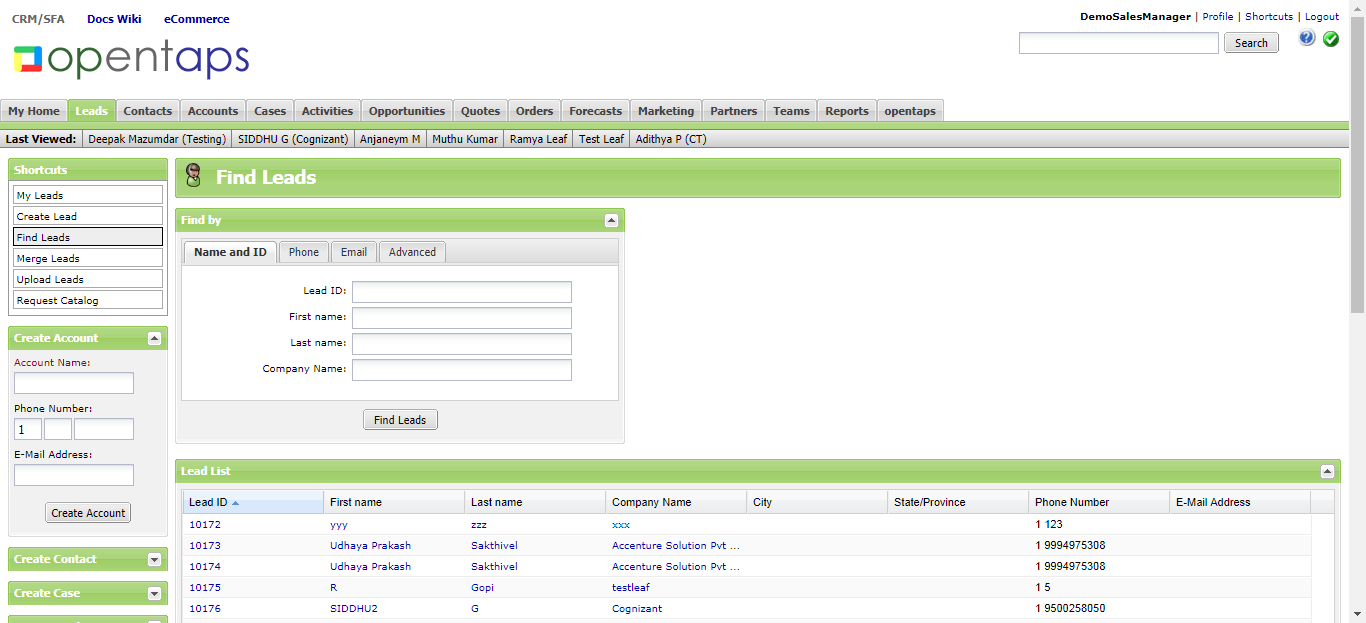 CRM/SFA Docs Wiki eCommerce
DemoSalesManager | Profile | Shortcuts | Logout
opentaps
Search
My Home Leads Contacts Accounts Cases Activities Opportunities Quotes Orders Forecasts Marketing Partners Teams Reports opentaps
Last Viewed: Deepak Mazumdar (Testing) SIDDHU G (Cognizant) Anjaneym M Muthu Kumar Ramya Leaf Test Leaf Adithya P (CT)
Shortcuts
My Leads
Create Lead
Find Leads
Merge Leads
Upload Leads
Request Catalog
Create Account
Account Name:
Phone Number:
1
E-Mail Address:
Create Account
Create Contact
Create Case
Find Leads
Find by
Name and ID Phone Email Advanced
Lead ID:
First name:
Last name:
Company Name:
Find Leads
Lead List
Lead ID First name Last name Company Name City State/Province Phone Number E-Mail Address
10172 yyy zzz xxx 1 123
10173 Udhaya Prakash Sakthivel Accenture Solution Pvt ... 1 9994975308
10174 Udhaya Prakash Sakthivel Accenture Solution Pvt ... 1 9994975308
10175 R Gopi testleaf 1 5
10176 SIDDHU2 G Cognizant 1 9500258050